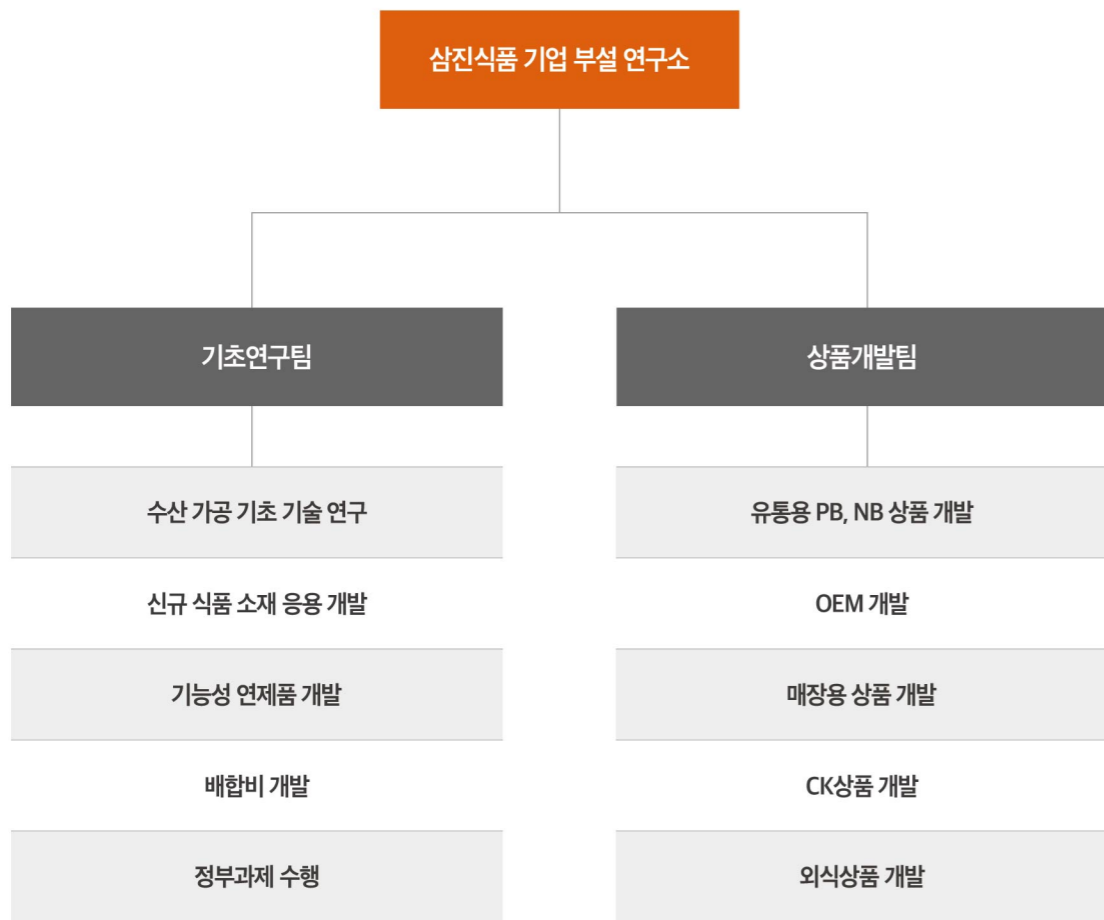 삼진식품 기업 부설 연구소
기초연구팀
수산 가공 기초 기술 연구
신규 식품 소재 응용 개발
기능성 연제품 개발
배합비 개발
정부과제 수행
상품개발팀
유통용 PB, NB 상품 개발
OEM 개발
매장용 상품 개발
CK상품 개발
외식상품 개발